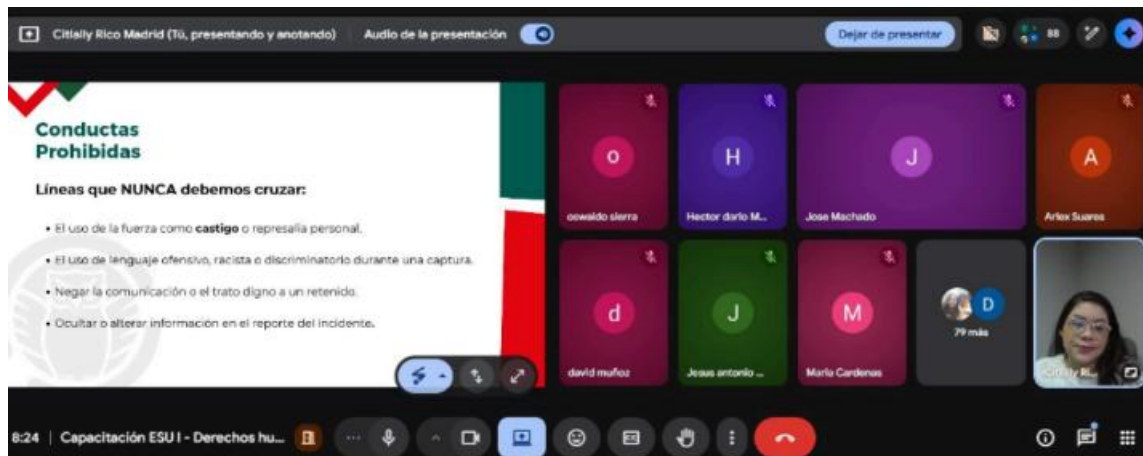 Citlally Rico Madrid (Tú, presentando y anotando)
Audio de la presentación
Dejar de presentar
88
Conductas
Prohibidas
Líneas que NUNCA debemos cruzar:
• El uso de la fuerza como castigo o represalia personal.
• El uso de lenguaje ofensivo, racista o discriminatorio durante una captura.
• Negar la comunicación o el trato digno a un retenido.
• Ocultar o alterar información en el reporte del incidente.
o
oswaldo sierra
H
Hector dario M...
J
Jose Machado
A
Arlex Suares
d
david muñoz
J
Jesus antonio ...
M
Maria Cardenas
D
79 más
Citlally Ri...
8:24
Capacitación ESU I - Derechos hu...